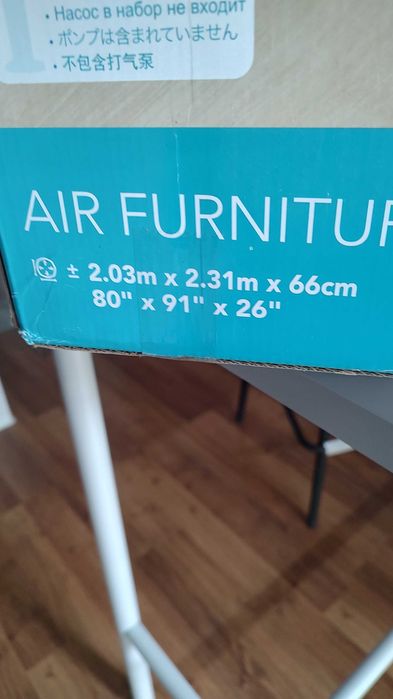 • Насос в набор не входит
• ポンプは含まれていません
• 不包含打气泵
AIR FURNITUR
± 2.03m x 2.31m x 66cm
80" x 91" x 26"